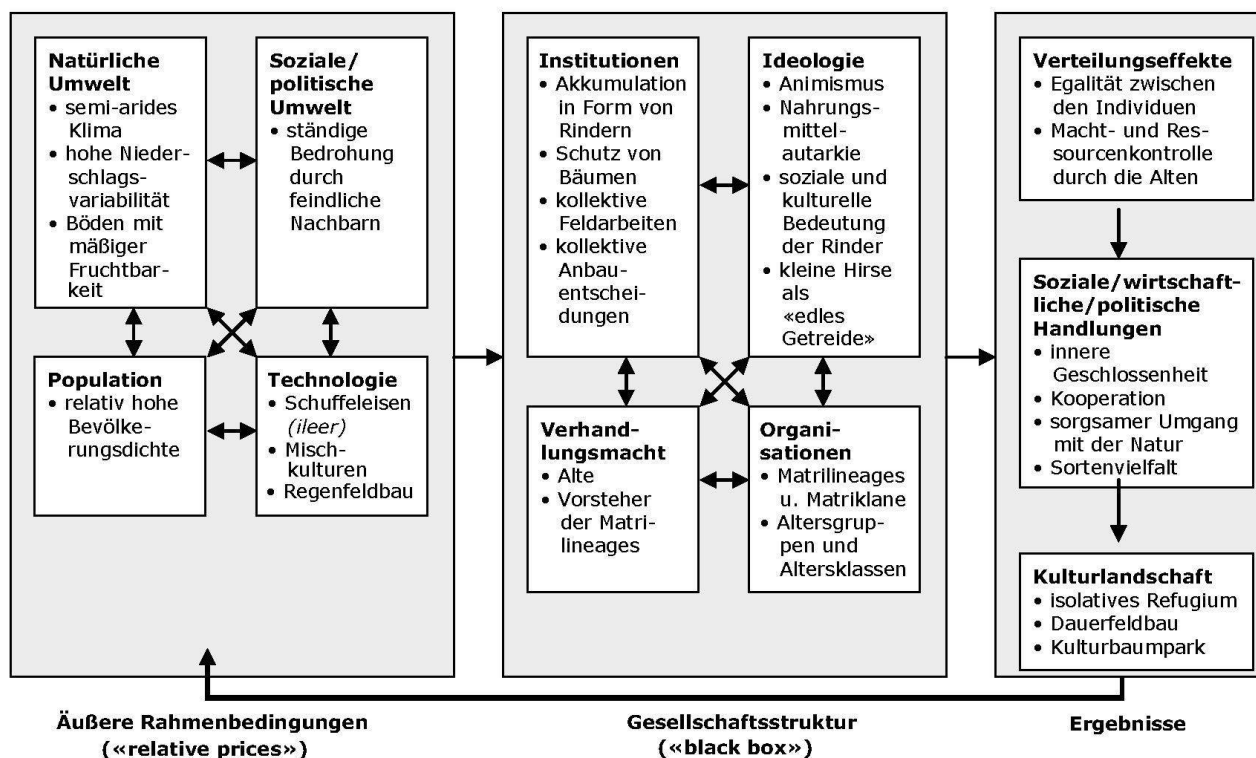 Natürliche
Umwelt
• semi-arides
Klima
• hohe Nieder-
schlags-
variabilität
• Böden mit
mäßiger
Fruchtbar-
keit
Soziale/
politische
Umwelt
• ständige
Bedrohung
durch
feindliche
Nachbarn
Population
• relativ hohe
Bevölke-
rungsdichte
Technologie
• Schuffeleisen
(ileer)
• Misch-
kulturen
• Regenfeldbau
Institutionen
• Akkumulation
in Form von
Rindern
• Schutz von
Bäumen
• kollektive
Feldarbeiten
• kollektive
Anbau-
entschei-
dungen
Ideologie
• Animismus
• Nahrungs-
mittel-
autarkie
• soziale und
kulturelle
Bedeutung
der Rinder
• kleine Hirse
als
«edles
Getreide»
Verhand-
lungsmacht
• Alte
• Vorsteher
der Matri-
lineages
Organi-
sationen
• Matrilineages
u. Matriklane
• Altersgrup-
pen und
Altersklassen
Verteilungseffekte
• Egalität zwischen
den Individuen
• Macht- und Res-
sourcenkontrolle
durch die Alten
Soziale/wirtschaft-
liche/politische
Handlungen
• innere
Geschlossenheit
• Kooperation
• sorgsamer Umgang
mit der Natur
• Sortenvielfalt
Kulturlandschaft
• isolatives Refugium
• Dauerfeldbau
• Kulturbaumpark
Äußere Rahmenbedingungen
(«relative prices»)
Gesellschaftsstruktur
(«black box»)
Ergebnisse